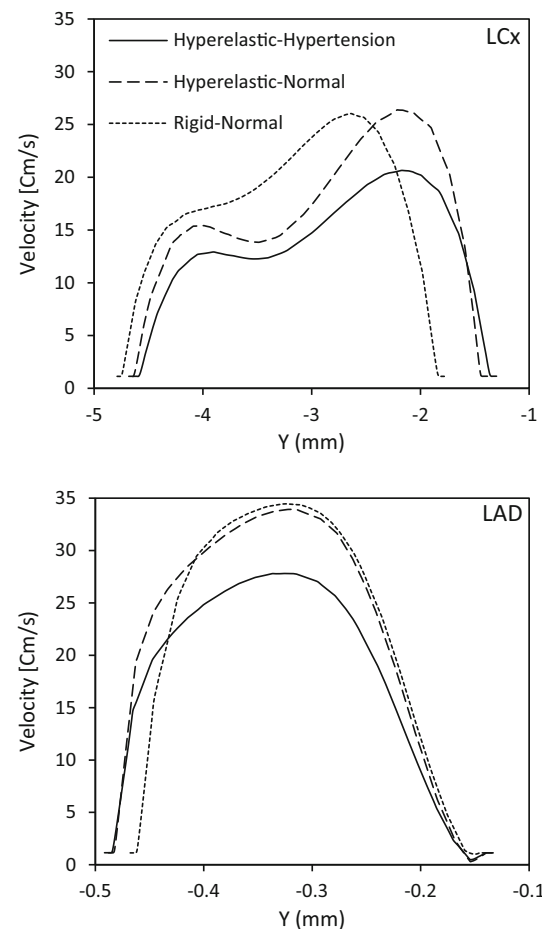 35
30
25
20
15
10
5
0
Velocity [Cm/s]
Hyperelastic-Hypertension
Hyperelastic-Normal
Rigid-Normal
LCx
-5 -4 -3 -2 -1
Y (mm)
35
30
25
20
15
10
5
0
Velocity [Cm/s]
LAD
-0.5 -0.4 -0.3 -0.2 -0.1
Y (mm)